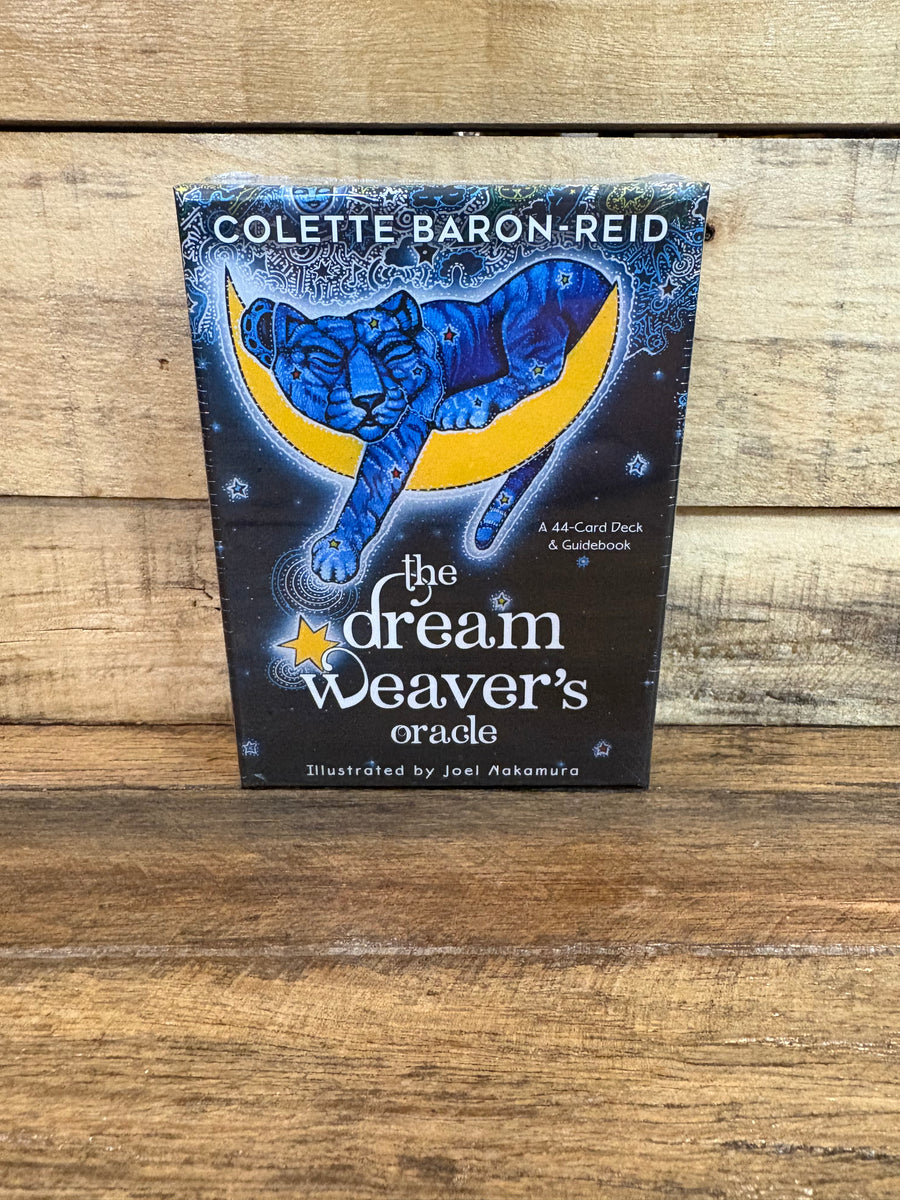 COLETTE BARON-REID
A 44-Card Deck
& Guidebook
the
dream
weaver's
oracle
Illustrated by Joel Nakamura